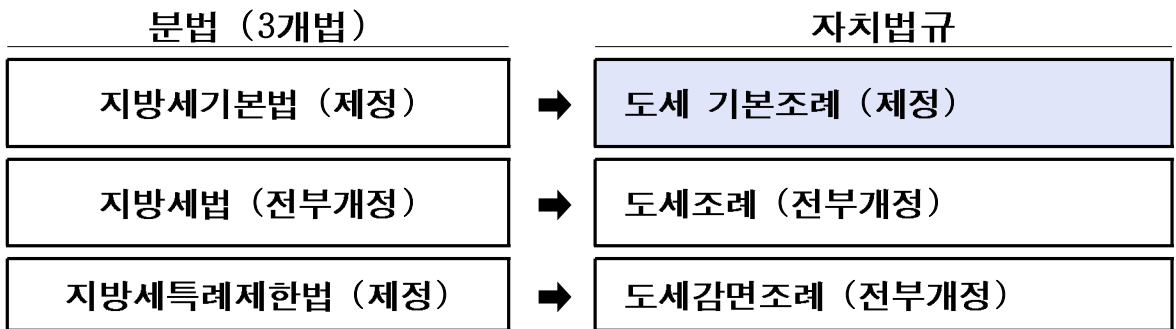 분법 (3개법) 자치법규
지방세기본법 (제정) ➡ 도세 기본조례 (제정)
지방세법 (전부개정) ➡ 도세조례 (전부개정)
지방세특례제한법 (제정) ➡ 도세감면조례 (전부개정)